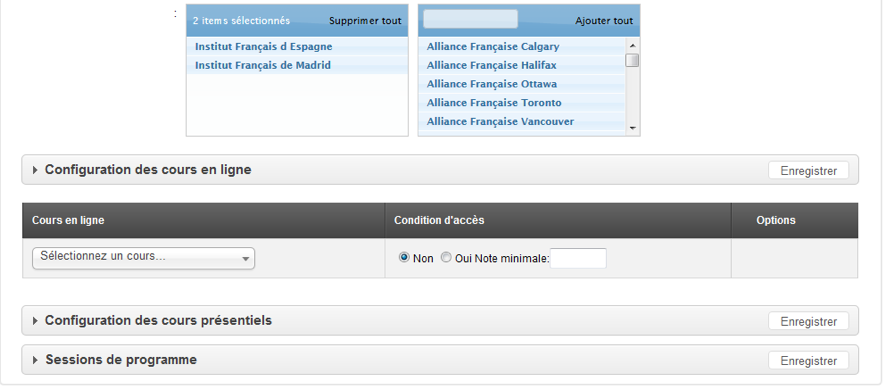 :
2 items sélectionnés Supprimer tout
Ajouter tout
Institut Français d Espagne
Institut Français de Madrid
Alliance Française Calgary
Alliance Française Halifax
Alliance Française Ottawa
Alliance Française Toronto
Alliance Française Vancouver
Configuration des cours en ligne Enregistrer
Cours en ligne Condition d'accès Options
Sélectionnez un cours... Non Oui Note minimale:
Configuration des cours présentiels Enregistrer
Sessions de programme Enregistrer